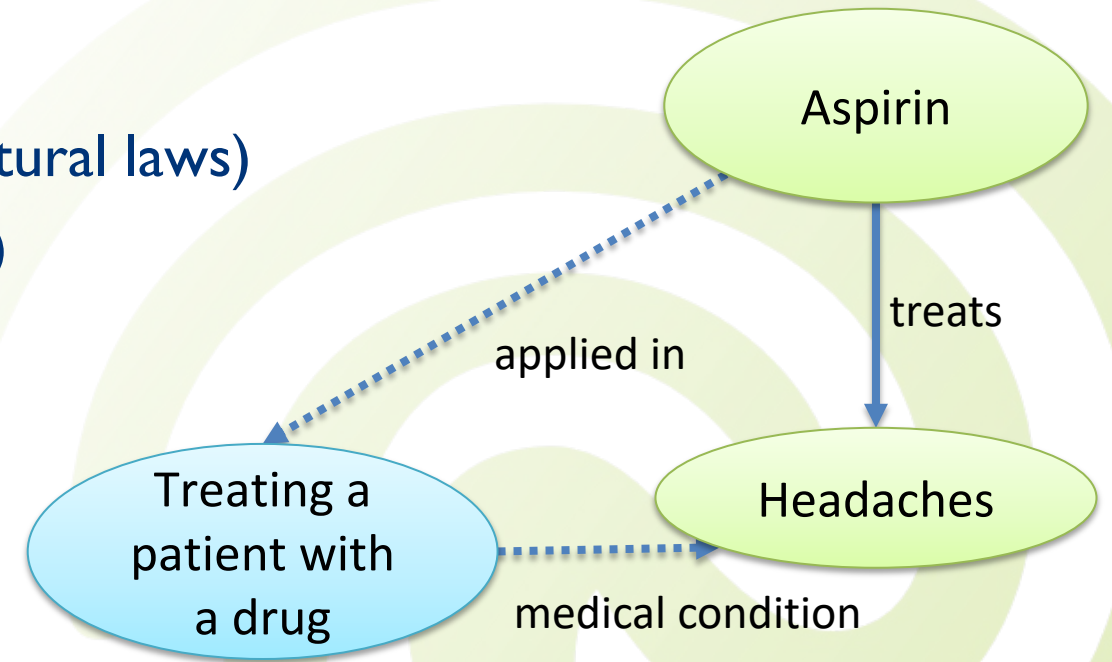 Aspirin
tural laws)
)
treats
applied in
Treating a
patient with
a drug
Headaches
medical condition